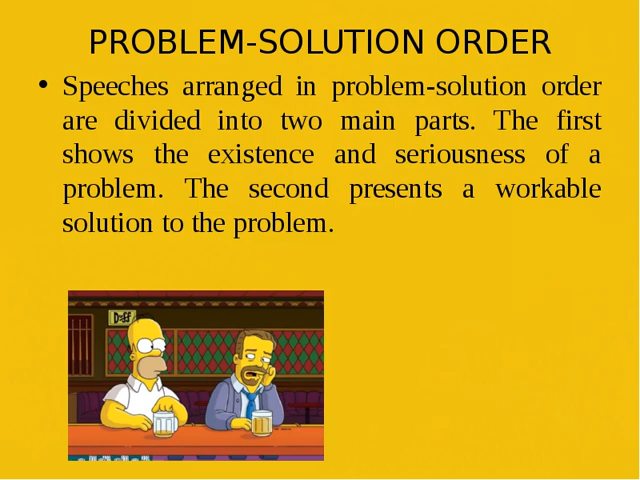 PROBLEM-SOLUTION ORDER
• Speeches arranged in problem-solution order
are divided into two main parts. The first
shows the existence and seriousness of a
problem. The second presents a workable
solution to the problem.
Duff